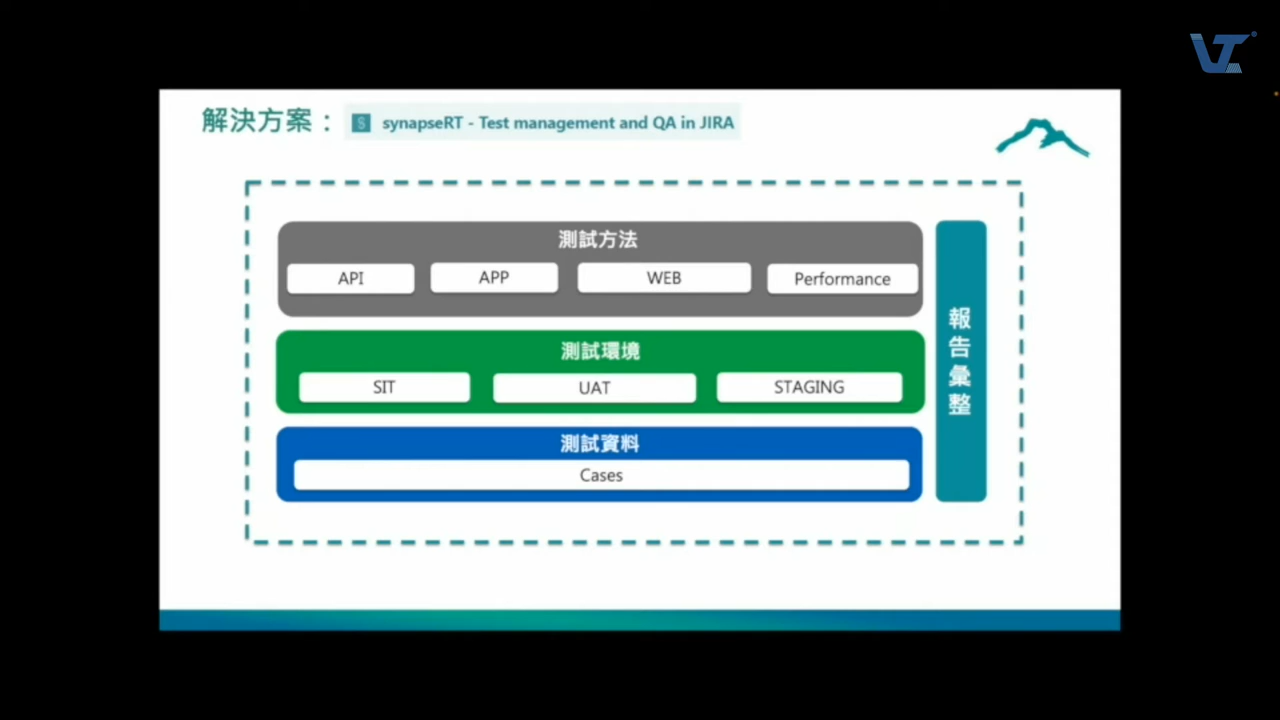 解決方案：
S synapseRT - Test management and QA in JIRA
測試方法
API
APP
WEB
Performance
測試環境
SIT
UAT
STAGING
測試資料
Cases
報告彙整